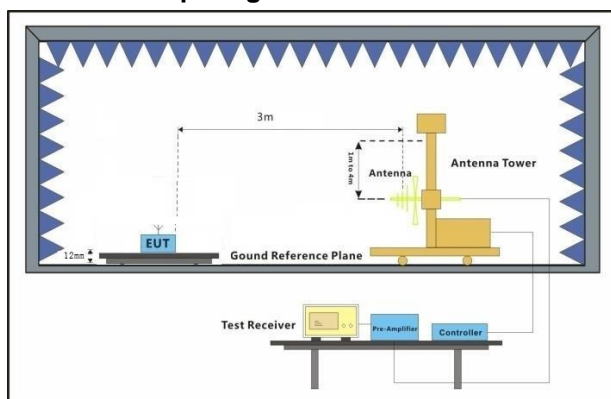 3m
1m to 4m
Antenna
Antenna Tower
EUT
12mm
Gound Reference Plane
Test Receiver
Pre-Amplifier
Controller